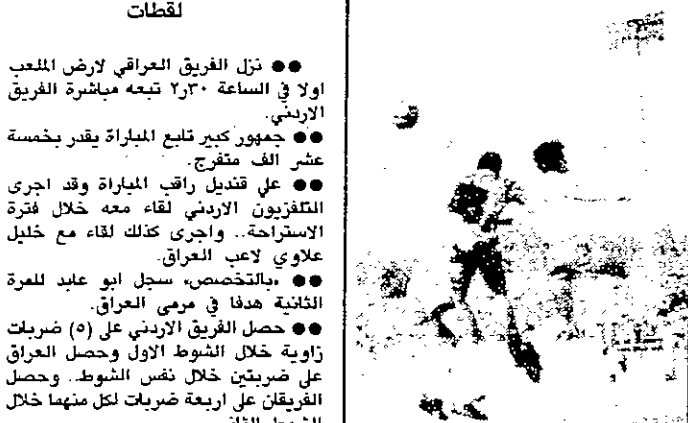 لقطات
●● نزل الفريق العراقي لارض الملعب
اولا في الساعة ٢٫٣٠ تبعه مباشرة الفريق
الاردني.
●● جمهور كبير تابع المباراة يقدر بخمسة
عشر الف متفرج.
●● علي قنديل راقب المباراة وقد اجرى
التلفزيون الاردني لقاء معه خلال فترة
الاستراحة.. واجرى كذلك لقاء مع خليل
علاوي لاعب العراق.
●● «بالتخصص» سجل ابو عابد للمرة
الثانية هدفا في مرمى العراق.
●● حصل الفريق الاردني على (٥) ضربات
زاوية خلال الشوط الاول وحصل العراق
على ضربتين خلال نفس الشوط.. وحصل
الفريقان على اربعة ضربات لكل منهما خلال